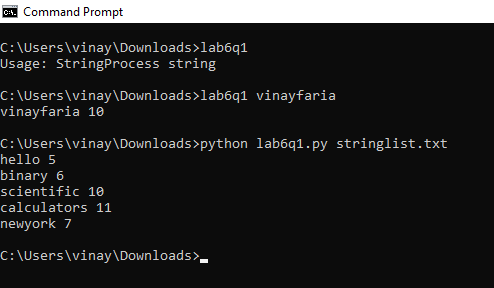 Command Prompt
C:\Users\vinay\Downloads>lab6q1
Usage: StringProcess string
C:\Users\vinay\Downloads>lab6q1 vinayfaria
vinayfaria 10
C:\Users\vinay\Downloads>python lab6q1.py stringlist.txt
hello 5
binary 6
scientific 10
calculators 11
newyork 7
C:\Users\vinay\Downloads>